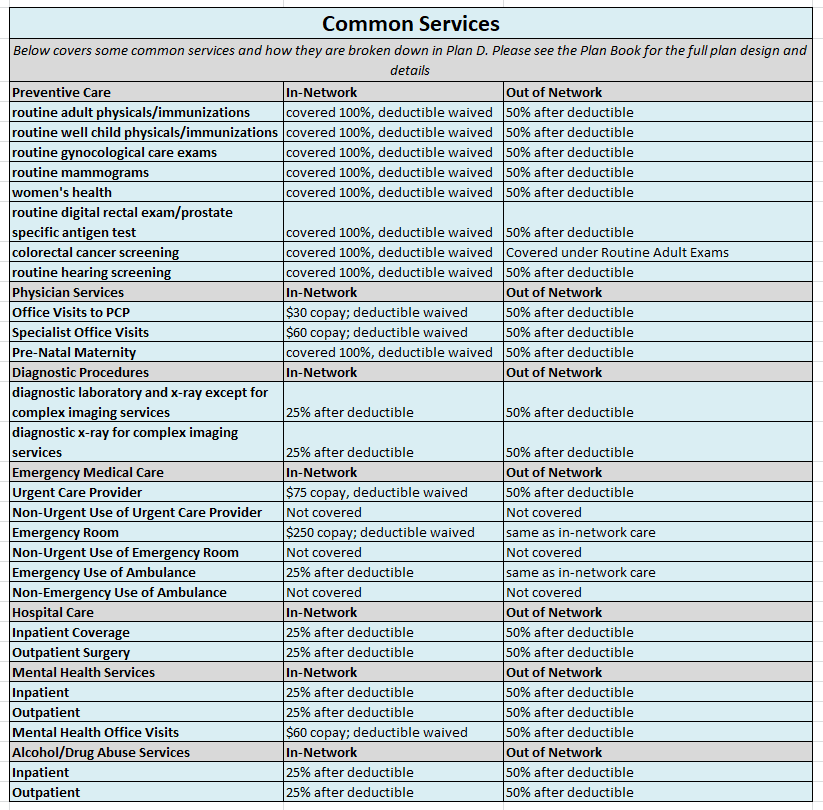 Common Services
Below covers some common services and how they are broken down in Plan D. Please see the Plan Book for the full plan design and
details
Preventive Care In-Network Out of Network
routine adult physicals/immunizations covered 100%, deductible waived 50% after deductible
routine well child physicals/immunizations covered 100%, deductible waived 50% after deductible
routine gynocological care exams covered 100%, deductible waived 50% after deductible
routine mammograms covered 100%, deductible waived 50% after deductible
women's health covered 100%, deductible waived 50% after deductible
routine digital rectal exam/prostate
specific antigen test covered 100%, deductible waived 50% after deductible
colorectal cancer screening covered 100%, deductible waived Covered under Routine Adult Exams
routine hearing screening covered 100%, deductible waived 50% after deductible
Physician Services In-Network Out of Network
Office Visits to PCP $30 copay; deductible waived 50% after deductible
Specialist Office Visits $60 copay; deductible waived 50% after deductible
Pre-Natal Maternity covered 100%, deductible waived 50% after deductible
Diagnostic Procedures In-Network Out of Network
diagnostic laboratory and x-ray except for
complex imaging services 25% after deductible 50% after deductible
diagnostic x-ray for complex imaging
services 25% after deductible 50% after deductible
Emergency Medical Care In-Network Out of Network
Urgent Care Provider $75 copay, deductible waived 50% after deductible
Non-Urgent Use of Urgent Care Provider Not covered Not covered
Emergency Room $250 copay; deductible waived same as in-network care
Non-Urgent Use of Emergency Room Not covered Not covered
Emergency Use of Ambulance 25% after deductible same as in-network care
Non-Emergency Use of Ambulance Not covered Not covered
Hospital Care In-Network Out of Network
Inpatient Coverage 25% after deductible 50% after deductible
Outpatient Surgery 25% after deductible 50% after deductible
Mental Health Services In-Network Out of Network
Inpatient 25% after deductible 50% after deductible
Outpatient 25% after deductible 50% after deductible
Mental Health Office Visits $60 copay; deductible waived 50% after deductible
Alcohol/Drug Abuse Services In-Network Out of Network
Inpatient 25% after deductible 50% after deductible
Outpatient 25% after deductible 50% after deductible